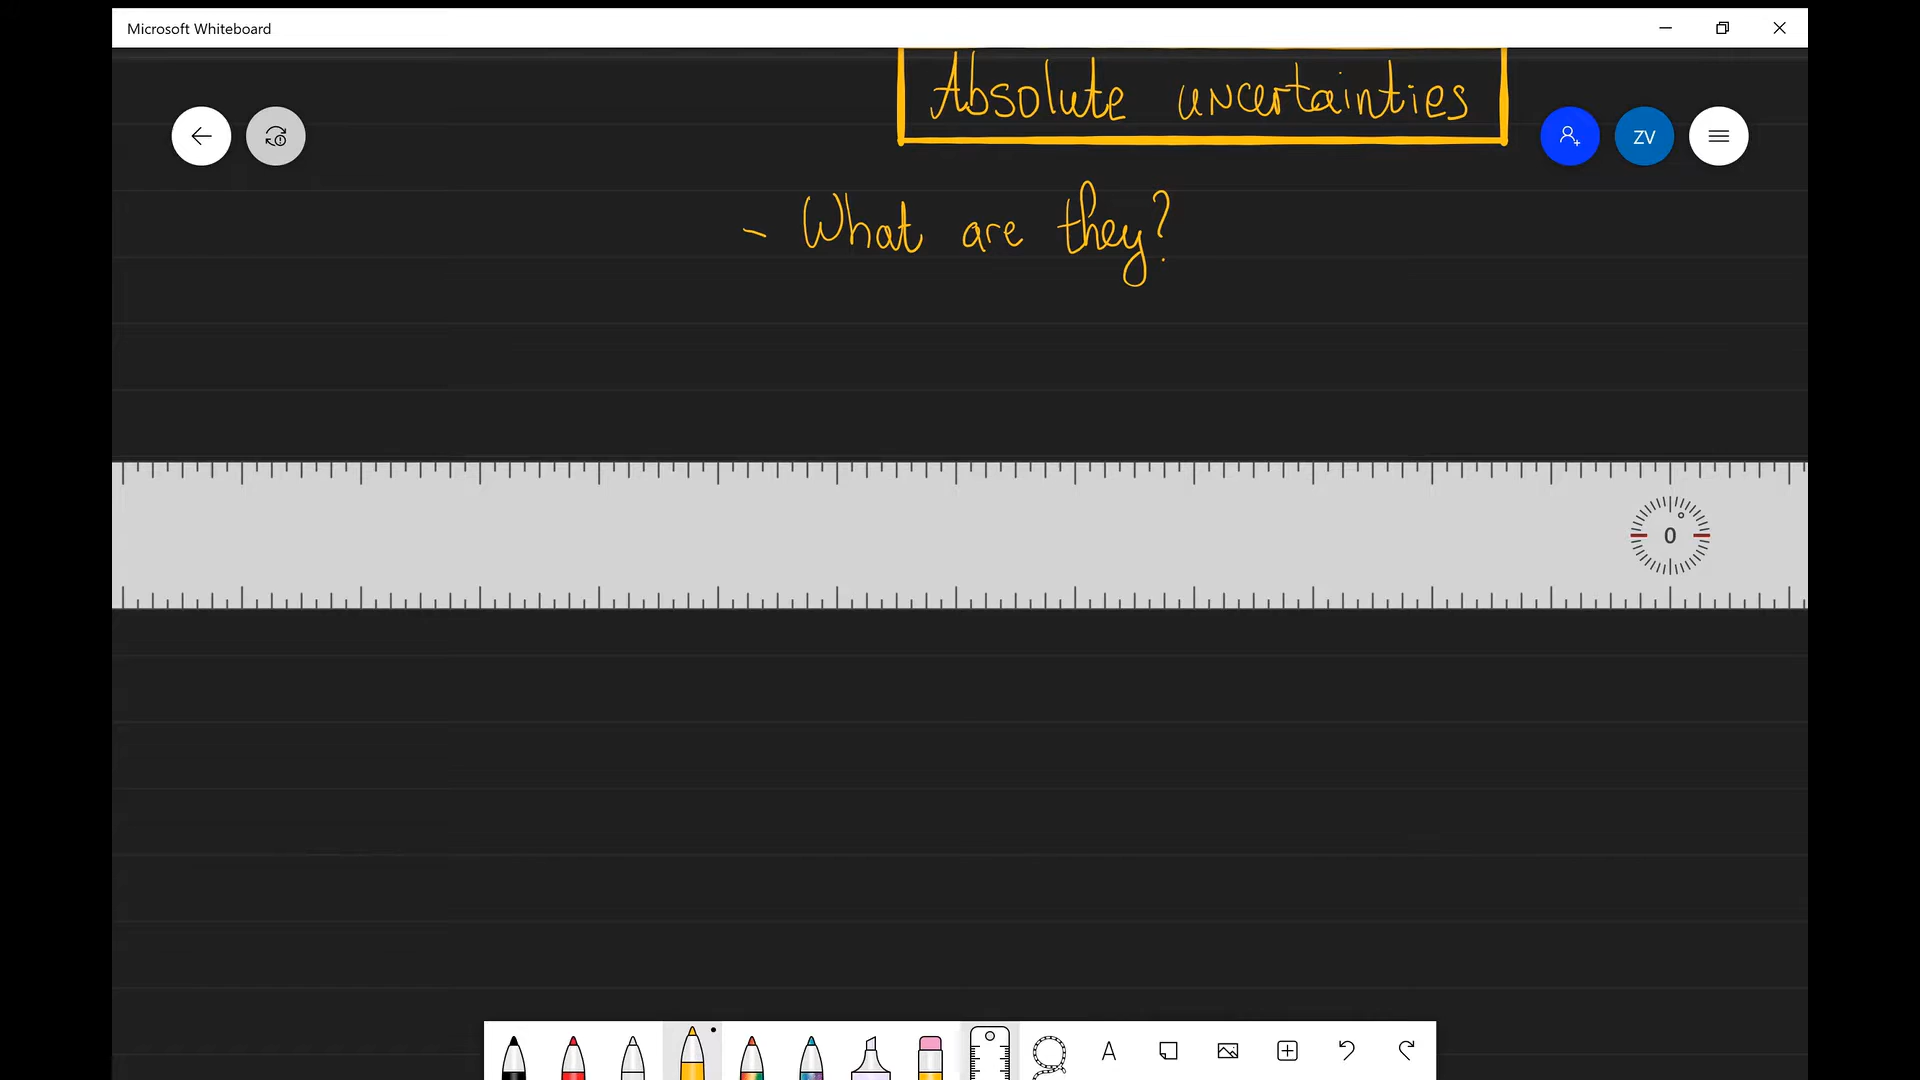 Microsoft Whiteboard
Absolute uncertainties
ZV
- What are they?
0°
A